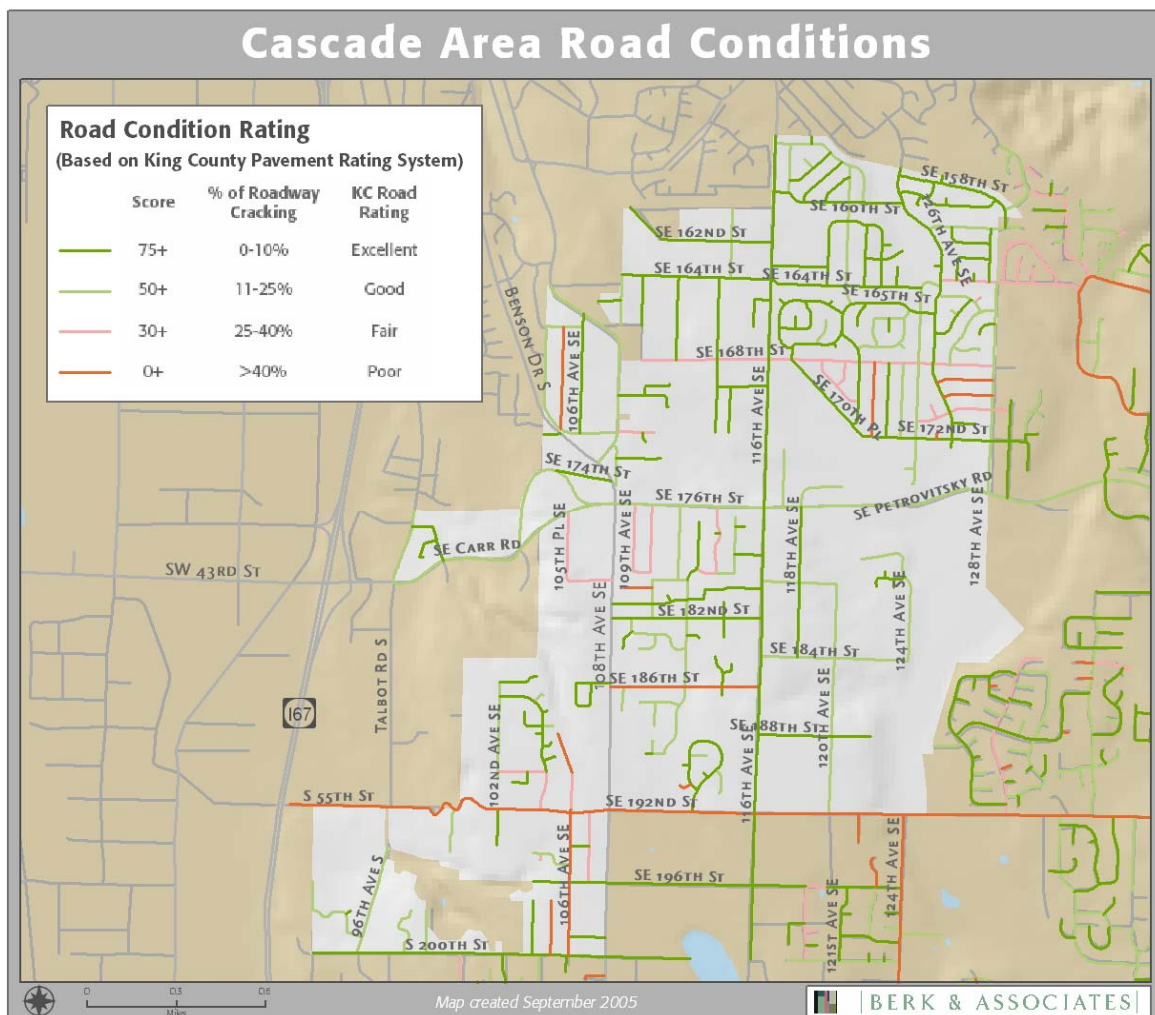 Cascade Area Road Conditions
Road Condition Rating
(Based on King County Pavement Rating System)
Score
% of Roadway
Cracking
KC Road
Rating
75+
0-10%
Excellent
50+
11-25%
Good
30+
25-40%
Fair
0+
>40%
Poor
SE 158TH ST
SE 160TH ST
126TH AVE SE
SE 162ND ST
SE 164TH ST
SE 164TH ST
SE 165TH ST
BENSON DR S
106TH AVE SE
SE 168TH ST
SE 170TH PL
116TH AVE SE
SE 172ND ST
SE 174TH ST
SE 176TH ST
SE PETROVITSKY RD
SE CARR RD
105TH PL SE
109TH AVE SE
118TH AVE SE
128TH AVE SE
SW 43RD ST
108TH AVE SE
SE 182ND ST
124TH AVE SE
TALBOT RD S
SE 184TH ST
SE 186TH ST
167
102ND AVE SE
SE 188TH ST
120TH AVE SE
116TH AVE SE
S 55TH ST
SE 192ND ST
96TH AVE S
106TH AVE SE
SE 196TH ST
121ST AVE SE
124TH AVE SE
S 200TH ST
0
0.3
0.6
Miles
Map created September 2005
BERK & ASSOCIATES